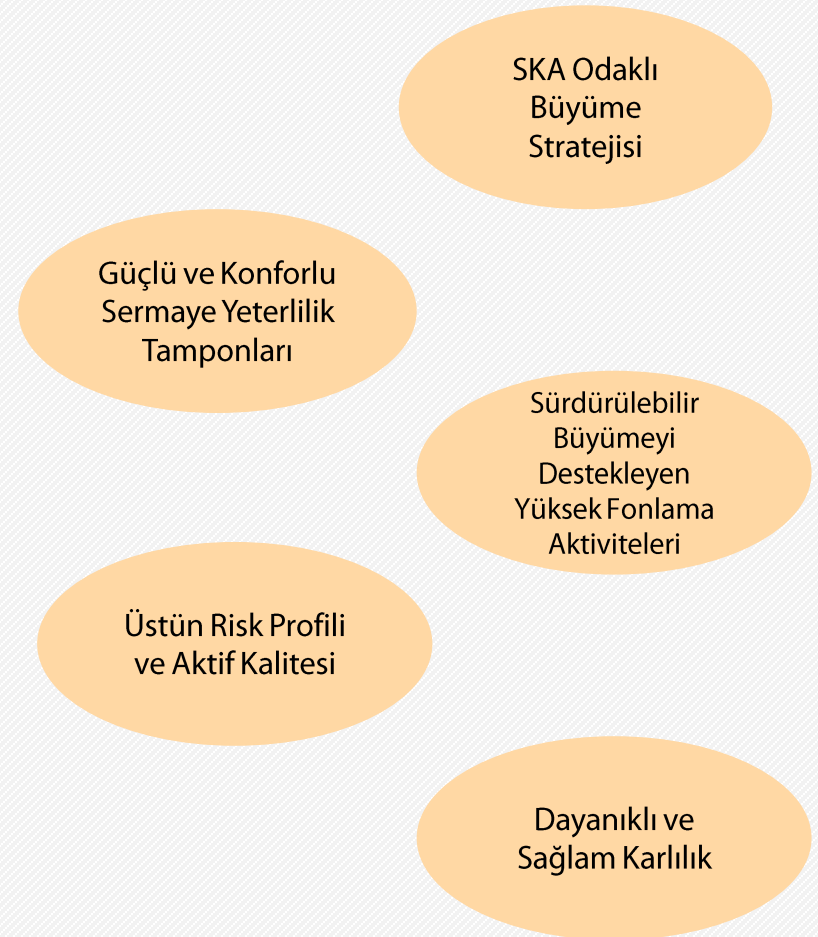 SKA Odaklı
Büyüme
Stratejisi
Güçlü ve Konforlu
Sermaye Yeterlilik
Tamponları
Sürdürülebilir
Büyümeyi
Destekleyen
Yüksek Fonlama
Aktiviteleri
Üstün Risk Profili
ve Aktif Kalitesi
Dayanıklı ve
Sağlam Karlılık